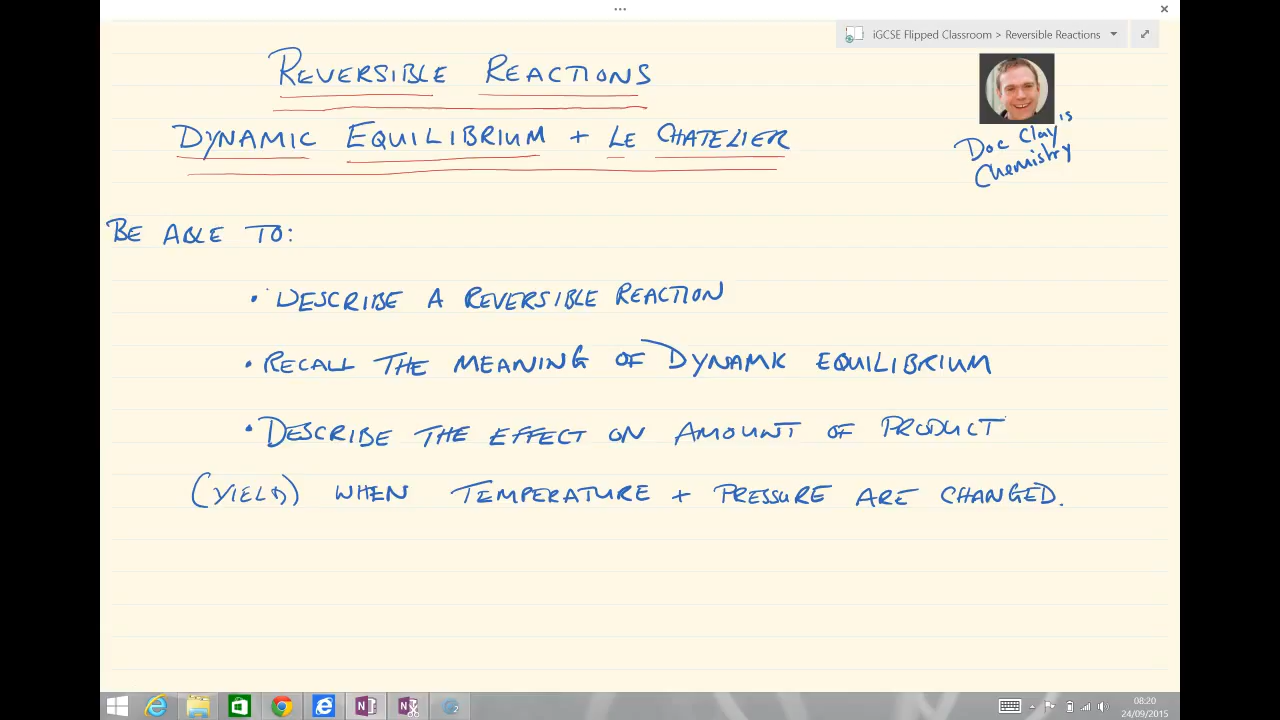 iGCSE Flipped Classroom > Reversible Reactions
REVERSIBLE REACTIONS
DYNAMIC EQUILIBRIUM + LE CHATELIER
Doc Clay is
Chemistry
BE ABLE TO:
• DESCRIBE A REVERSIBLE REACTION
• RECALL THE MEANING OF DYNAMIC EQUILIBRIUM
• DESCRIBE THE EFFECT ON AMOUNT OF PRODUCT
(YIELD) WHEN TEMPERATURE + PRESSURE ARE CHANGED.
08:20
24/09/2015